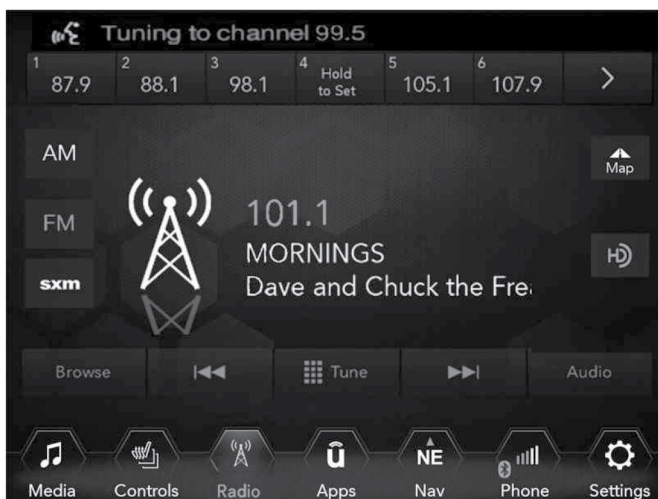 Tuning to channel 99.5
1 87.9
2 88.1
3 98.1
4 Hold
to Set
5 105.1
6 107.9
AM
Map
FM
101.1
MORNINGS
HD
sxm
Dave and Chuck the Fre
Browse
Tune
Audio
û
NE
Media
Controls
Radio
Apps
Nav
Phone
Settings